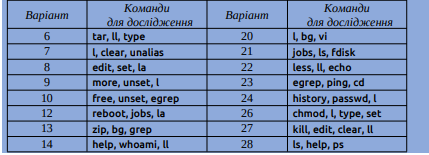 Варіант Команди для дослідження Варіант Команди для дослідження
6 tar, ll, type 20 l, bg, vi
7 l, clear, unalias 21 jobs, ls, fdisk
8 edit, set, la 22 less, ll, echo
9 more, unset, l 23 egrep, ping, cd
10 free, unset, egrep 24 history, passwd, l
12 reboot, jobs, la 26 chmod, l, type, set
13 zip, bg, grep 27 kill, edit, clear, ll
14 help, whoami, ll 28 ls, help, ps